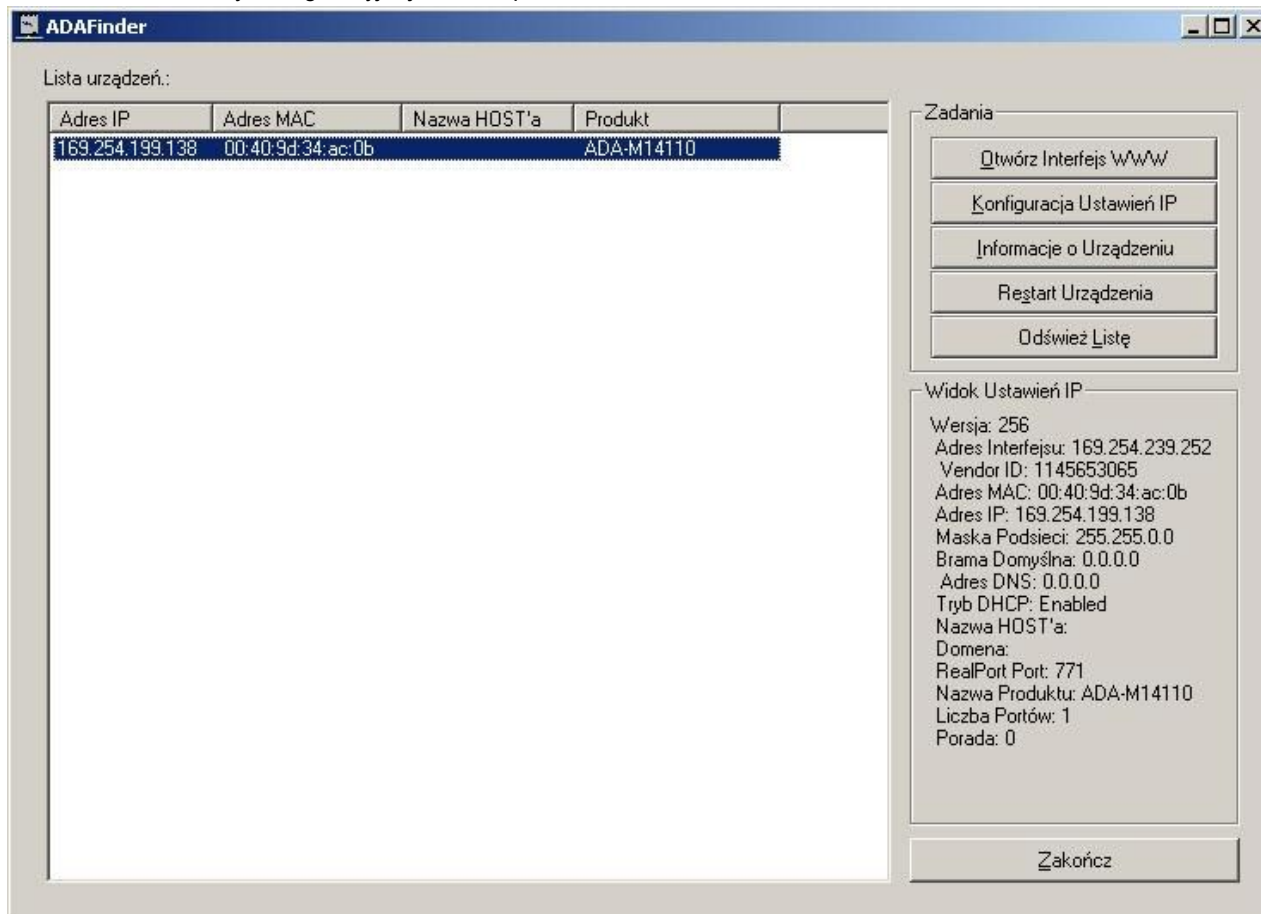 ADAFinder
Lista urządzeń.:
Adres IP Adres MAC Nazwa HOST'a Produkt
169.254.199.138 00:40:9d:34:ac:0b ADA-M14110
Zadania
Otwórz Interfejs WWW
Konfiguracja Ustawień IP
Informacje o Urządzeniu
Restart Urządzenia
Odśwież Listę
Widok Ustawień IP
Wersja: 256
Adres Interfejsu: 169.254.239.252
Vendor ID: 1145653065
Adres MAC: 00:40:9d:34:ac:0b
Adres IP: 169.254.199.138
Maska Podsieci: 255.255.0.0
Brama Domyślna: 0.0.0.0
Adres DNS: 0.0.0.0
Tryb DHCP: Enabled
Nazwa HOST'a:
Domena:
RealPort Port: 771
Nazwa Produktu: ADA-M14110
Liczba Portów: 1
Porada: 0
Zakończ